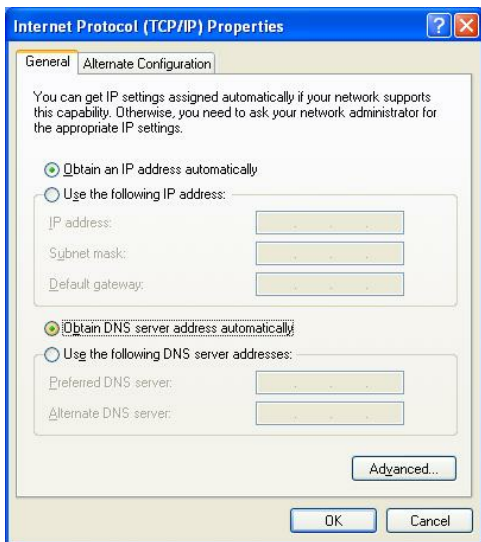 Internet Protocol (TCP/IP) Properties
General
Alternate Configuration
You can get IP settings assigned automatically if your network supports
this capability. Otherwise, you need to ask your network administrator for
the appropriate IP settings.
Obtain an IP address automatically
Use the following IP address:
IP address:
Subnet mask:
Default gateway:
Obtain DNS server address automatically
Use the following DNS server addresses:
Preferred DNS server:
Alternate DNS server:
Advanced...
OK
Cancel